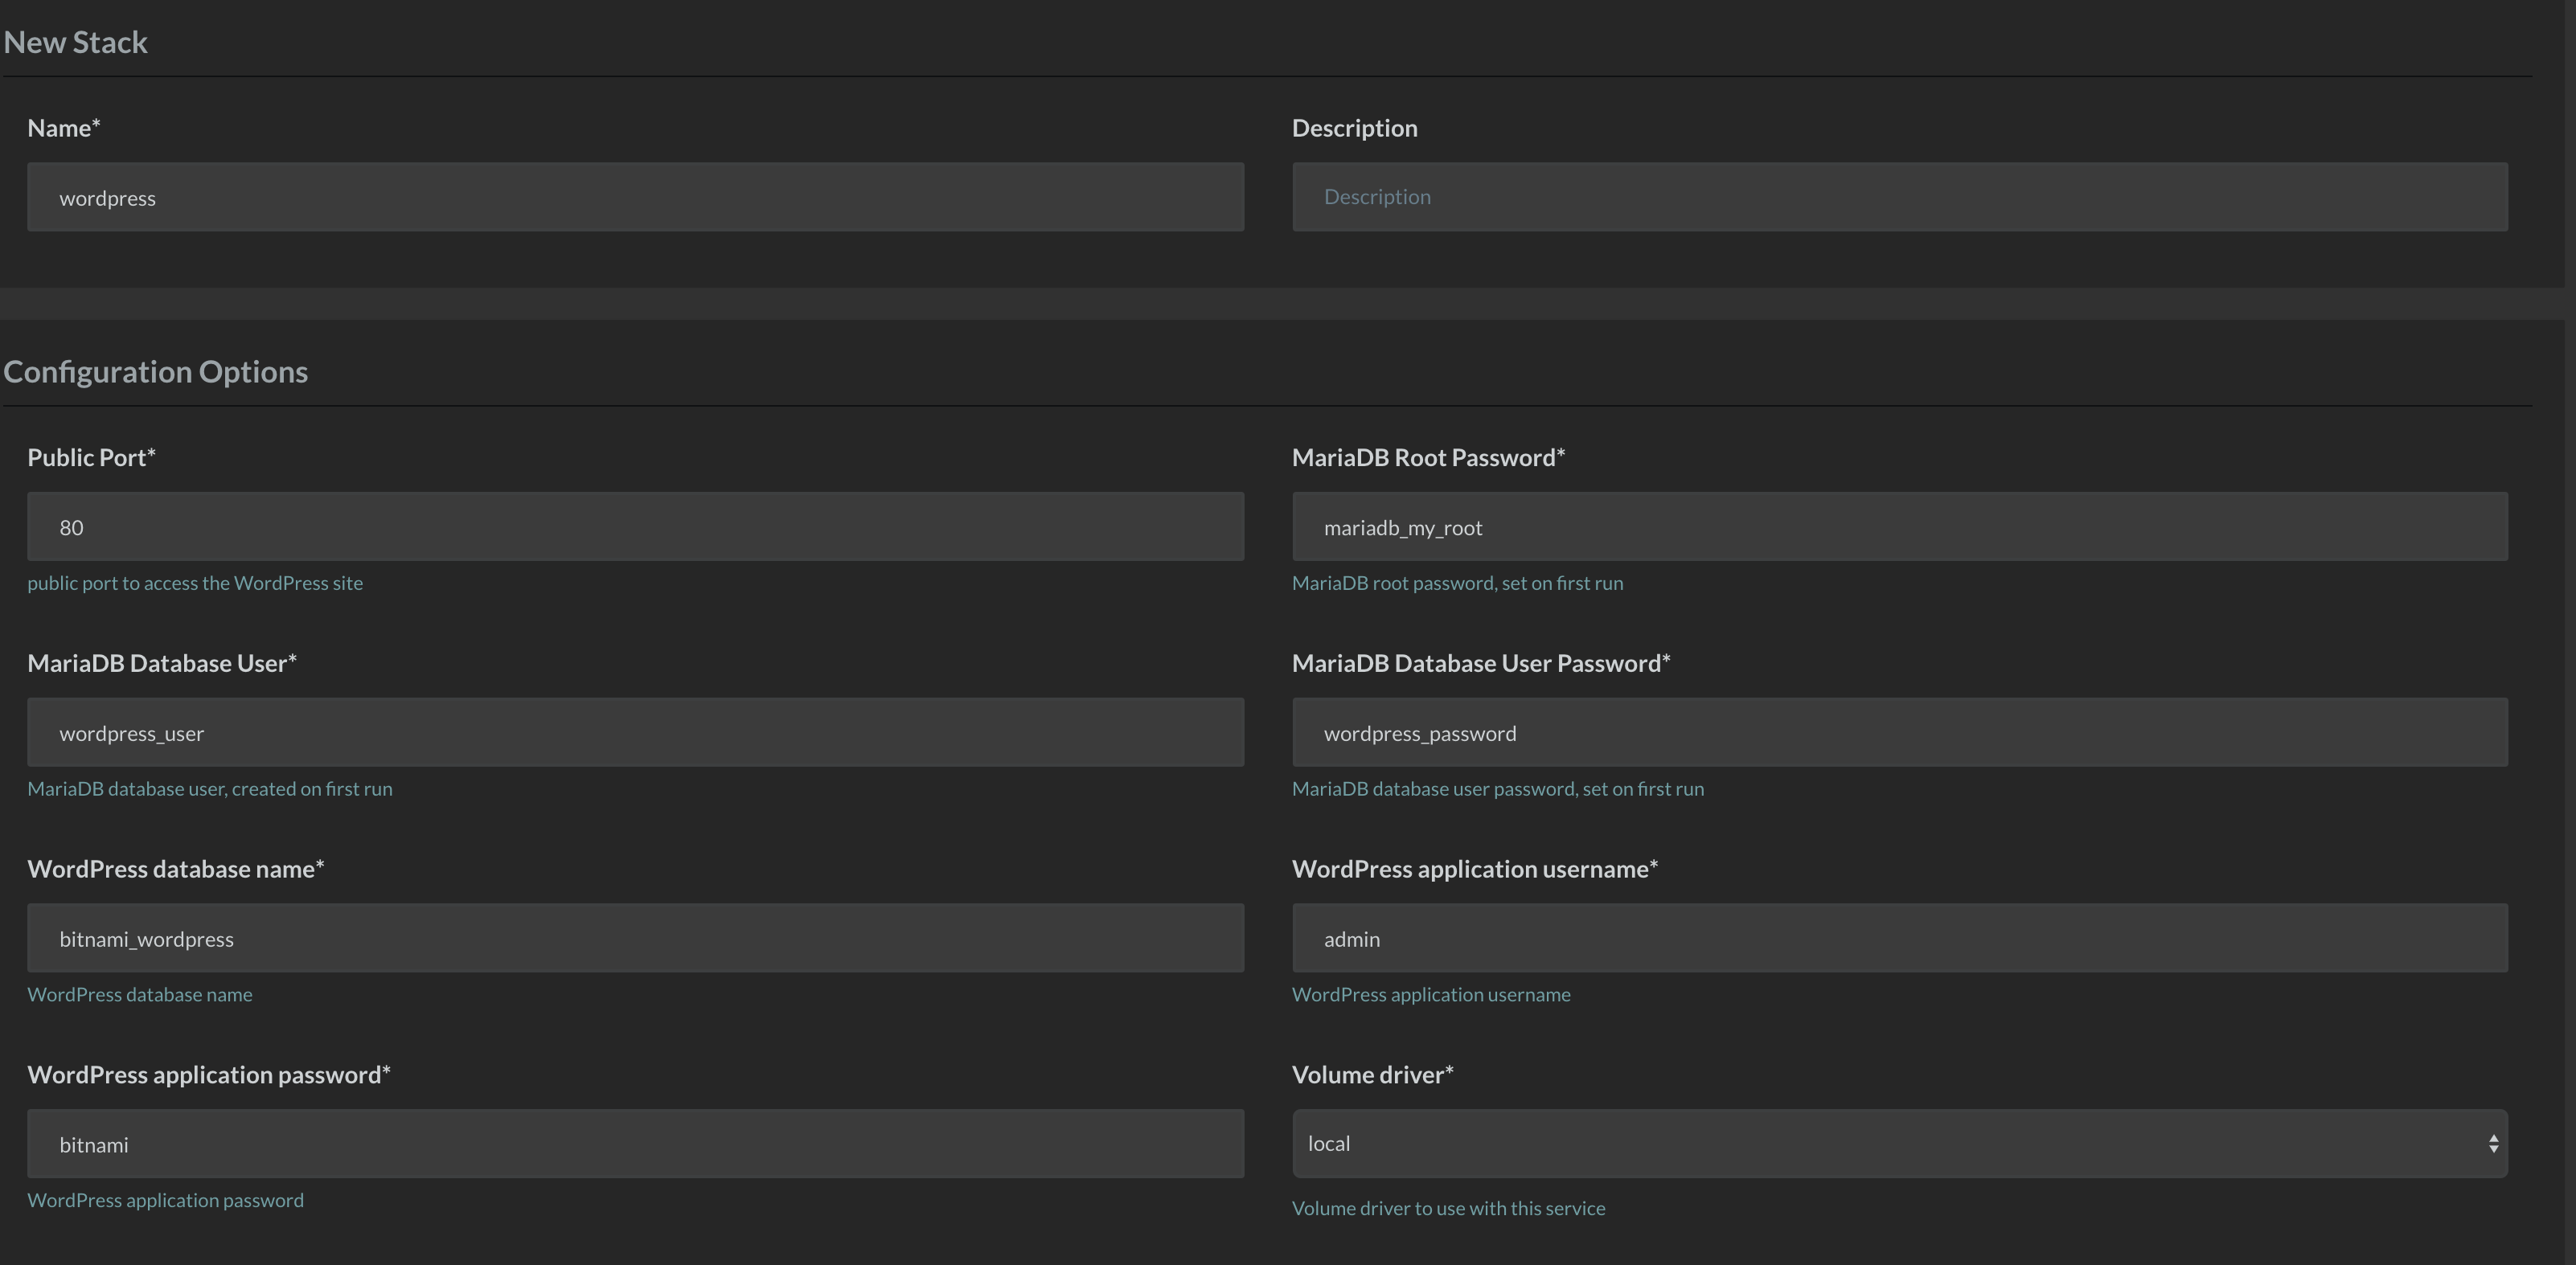 New Stack
Name*
Description
wordpress
Description
Configuration Options
Public Port*
MariaDB Root Password*
80
mariadb_my_root
public port to access the WordPress site
MariaDB root password, set on first run
MariaDB Database User*
MariaDB Database User Password*
wordpress_user
wordpress_password
MariaDB database user, created on first run
MariaDB database user password, set on first run
WordPress database name*
WordPress application username*
bitnami_wordpress
admin
WordPress database name
WordPress application username
WordPress application password*
Volume driver*
bitnami
local
WordPress application password
Volume driver to use with this service